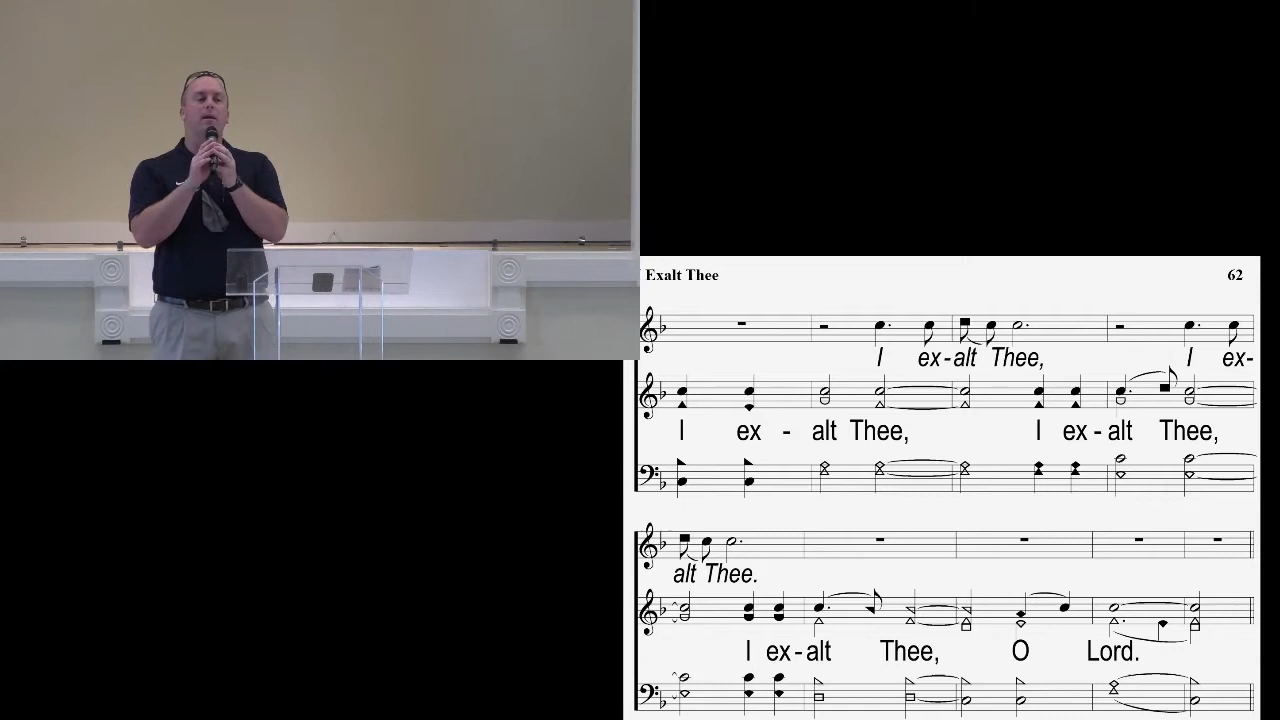 Exalt Thee 62
I ex-alt Thee, I ex-
I ex - alt Thee, I ex-alt Thee,
alt Thee.
I ex-alt Thee, O Lord.